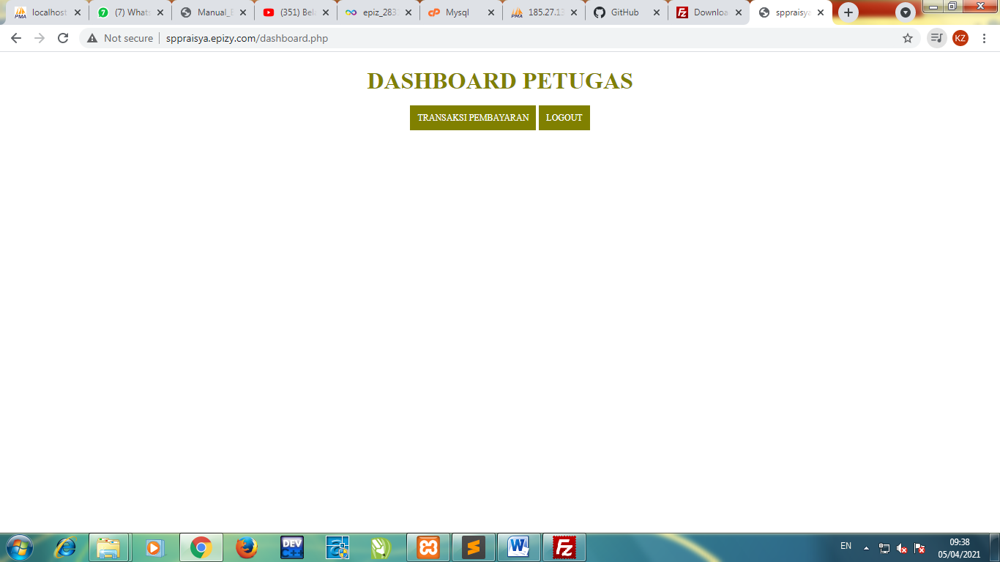 localhost
(7) Whats
Manual_
(351) Bel
epiz_283
Mysql
185.27.13
GitHub
Downloa
sppraisya
KZ
Not secure
sppraisya.epizy.com/dashboard.php
DASHBOARD PETUGAS
TRANSAKSI PEMBAYARAN
LOGOUT
DEV
C++
EN
09:38
05/04/2021